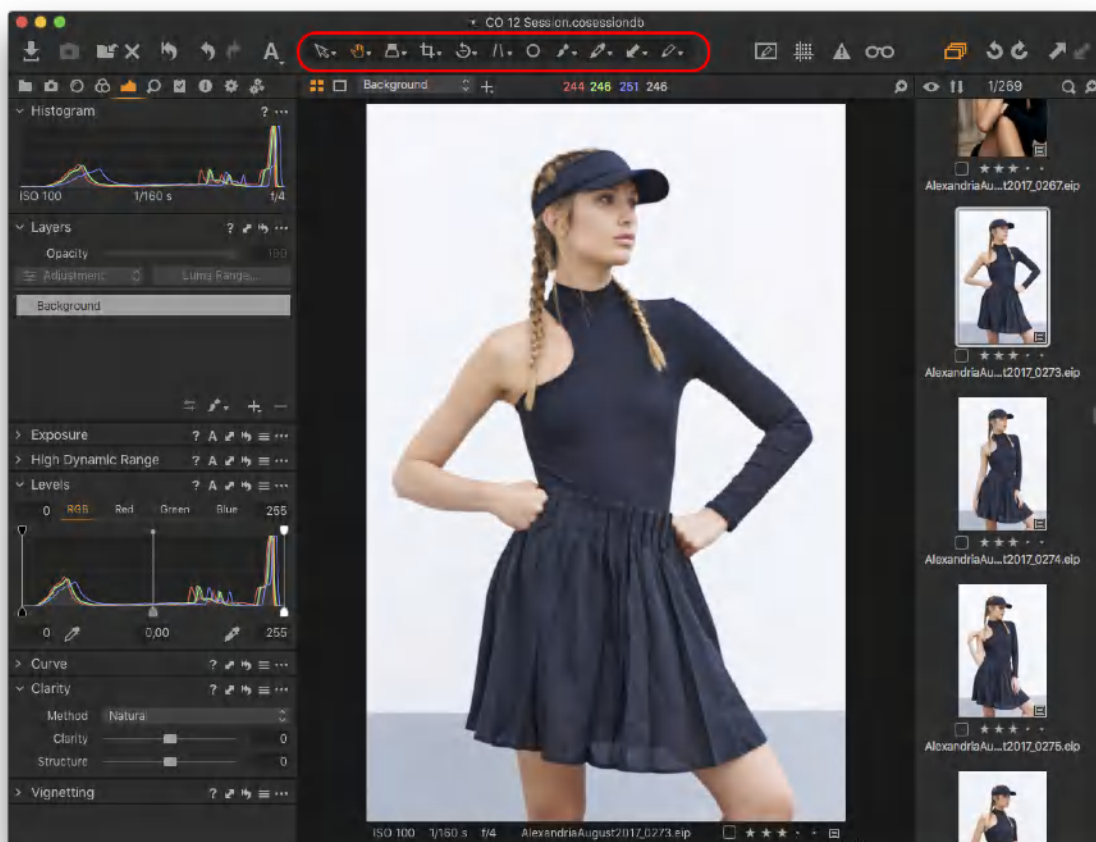 CO 12 Session.cosessiondb
A
Background
244 246 251 246
1/269
Histogram
?
ISO 100
1/160 s
f/4
AlexandriaAu...t2017_0267.eip
Layers
?
Opacity
100
Adjustment
Luma Range...
Background
AlexandriaAu...t2017_0273.eip
Exposure
? A
High Dynamic Range
? A
Levels
? A
0 RGB Red Green Blue 255
AlexandriaAu...t2017_0274.eip
0 0,00 255
Curve
?
Clarity
?
Method Natural
Clarity 0
Structure 0
AlexandriaAu...t2017_0275.eip
Vignetting
?
ISO 100 1/160 s f/4 AlexandriaAugust2017_0273.eip